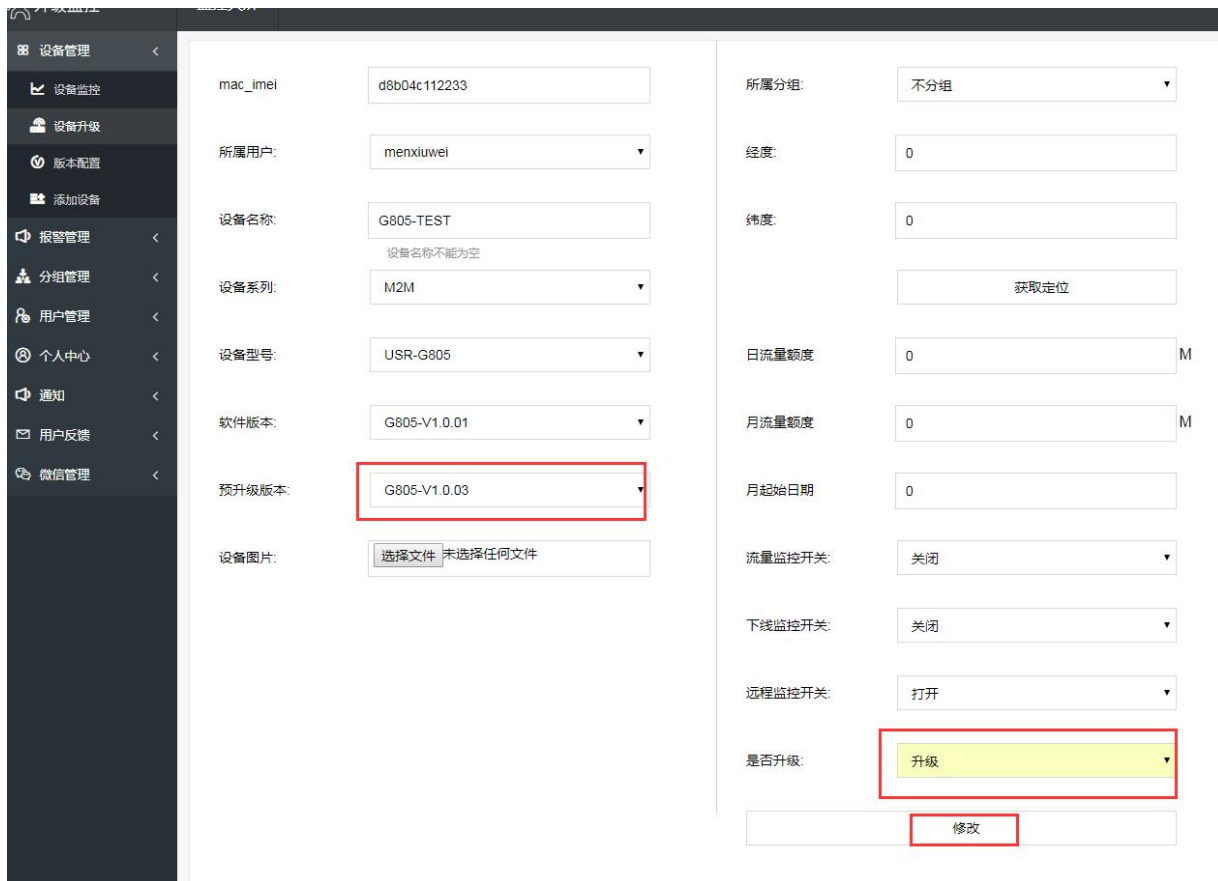 设备管理
设备监控
设备升级
版本配置
添加设备
报警管理
分组管理
用户管理
个人中心
通知
用户反馈
微信管理
mac_imei
d8b04c112233
所属用户:
menxiuwei
设备名称:
G805-TEST
设备名称不能为空
设备系列:
M2M
设备型号:
USR-G805
软件版本:
G805-V1.0.01
预升级版本:
G805-V1.0.03
设备图片:
选择文件 未选择任何文件
所属分组:
不分组
经度:
0
纬度:
0
获取定位
日流量额度
0
M
月流量额度
0
M
月起始日期
0
流量监控开关:
关闭
下线监控开关:
关闭
远程监控开关:
打开
是否升级:
升级
修改